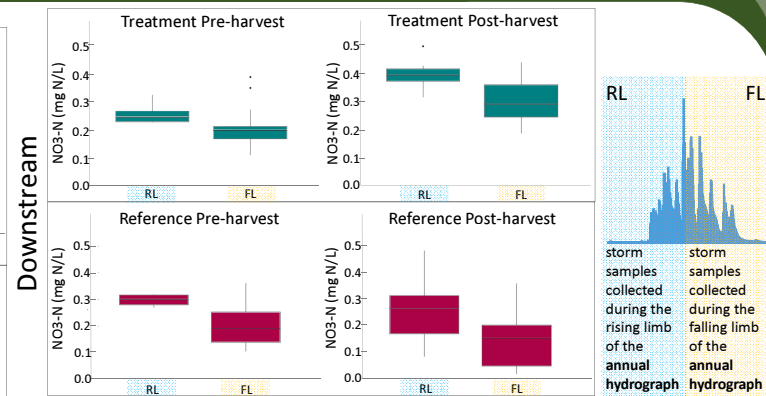 Downstream
Treatment Pre-harvest
NO3-N (mg N/L)
0.5
0.4
0.3
0.2
0.1
0.0
RL
FL
Treatment Post-harvest
NO3-N (mg N/L)
0.5
0.4
0.3
0.2
0.1
0.0
RL
FL
Reference Pre-harvest
NO3-N (mg N/L)
0.5
0.4
0.3
0.2
0.1
0.0
RL
FL
Reference Post-harvest
NO3-N (mg N/L)
0.5
0.4
0.3
0.2
0.1
0.0
RL
FL
RL
storm
samples
collected
during the
rising limb
of the
annual
hydrograph
FL
storm
samples
collected
during the
falling limb
of the
annual
hydrograph